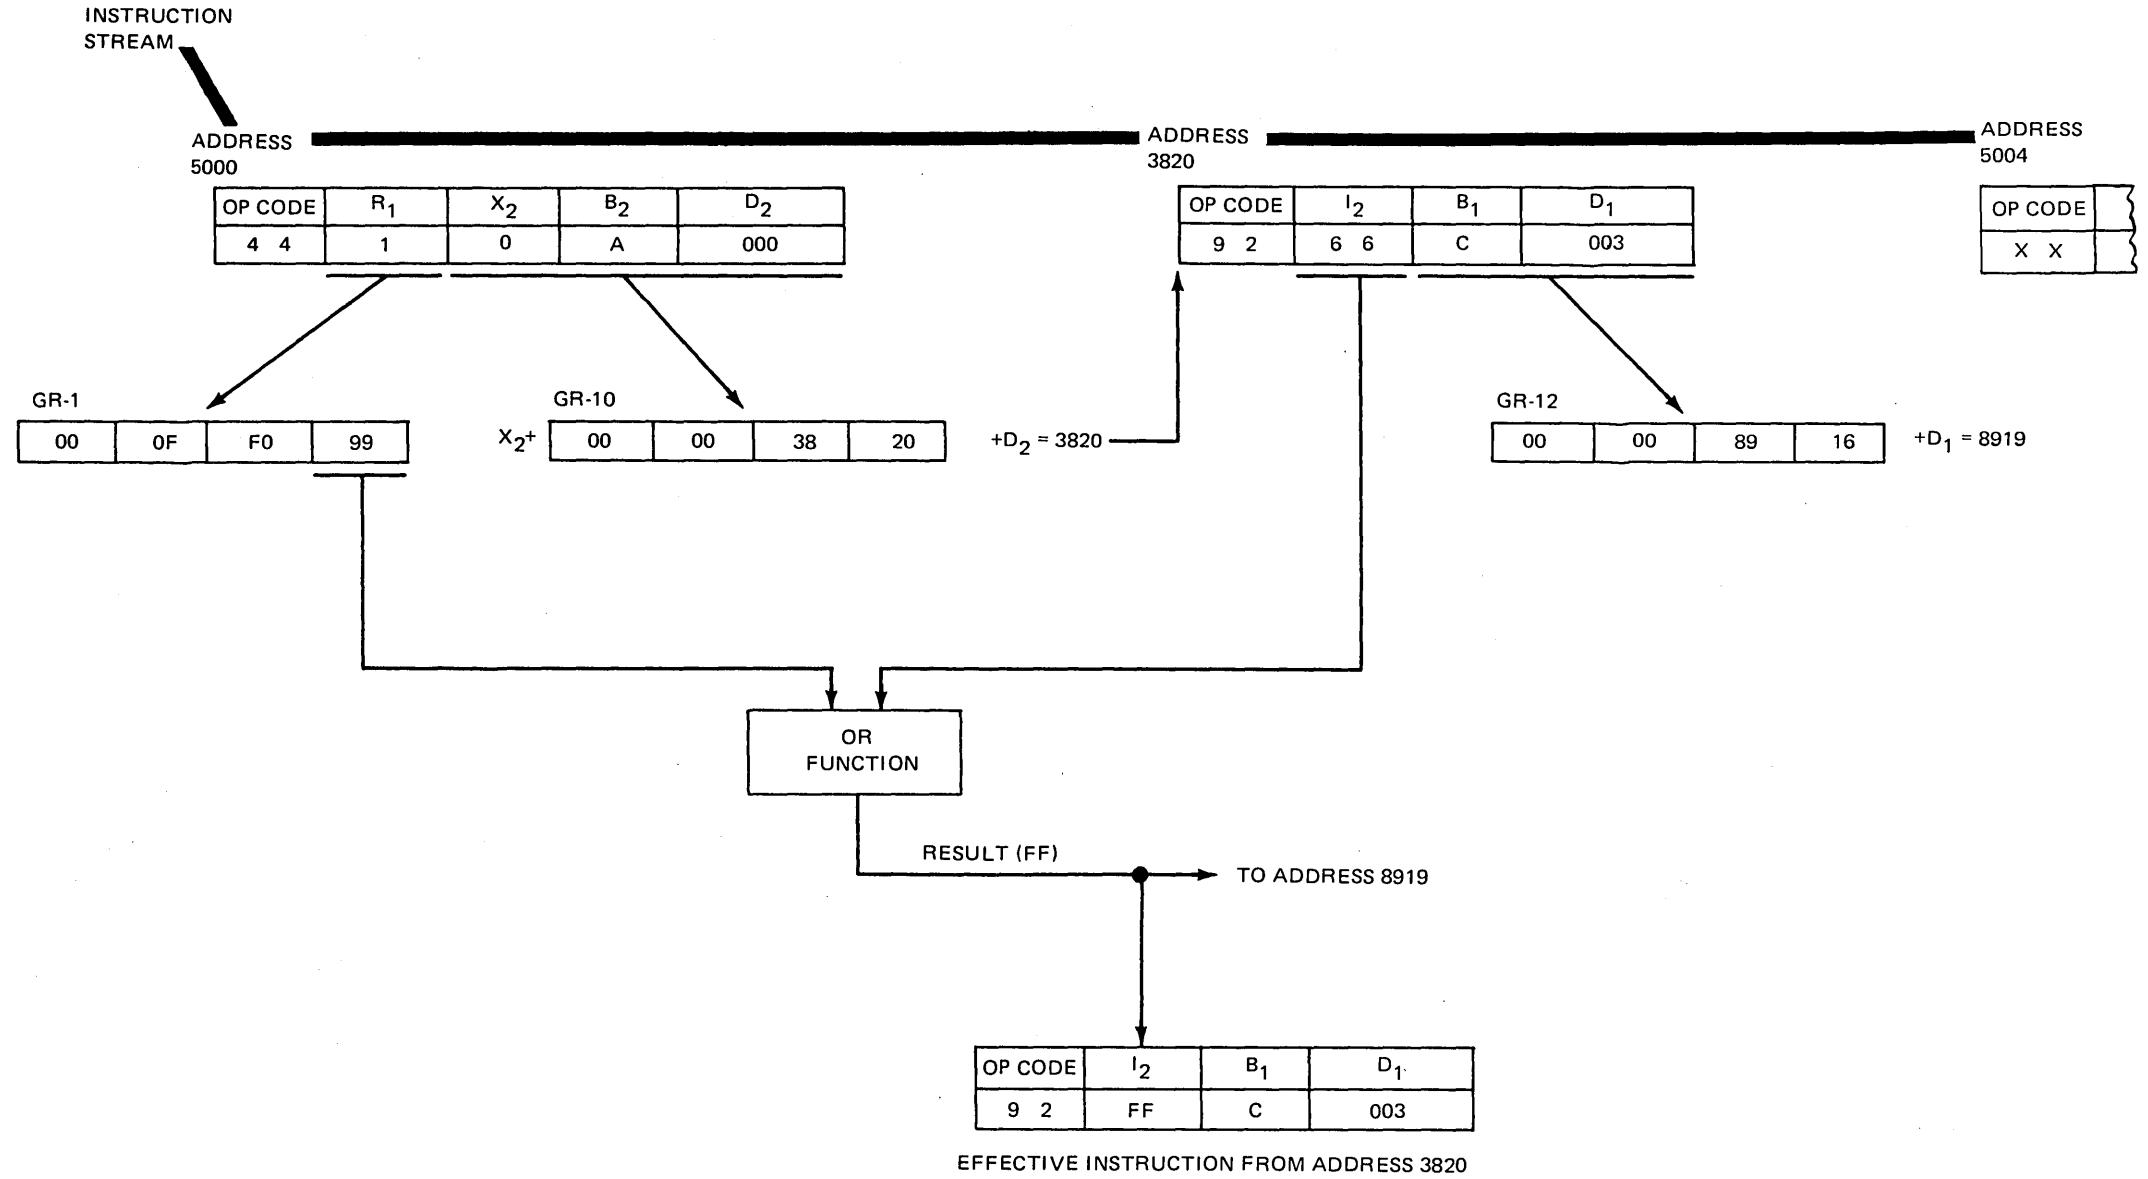 INSTRUCTION
STREAM
ADDRESS
5000
ADDRESS
3820
ADDRESS
5004
OP CODE R1 X2 B2 D2
4 4 1 0 A 000
OP CODE I2 B1 D1
9 2 6 6 C 003
OP CODE
X X
GR-1
00 0F F0 99
GR-10
X2+ 00 00 38 20 +D2 = 3820
GR-12
00 00 89 16 +D1 = 8919
OR
FUNCTION
RESULT (FF)
TO ADDRESS 8919
OP CODE I2 B1 D1
9 2 FF C 003
EFFECTIVE INSTRUCTION FROM ADDRESS 3820